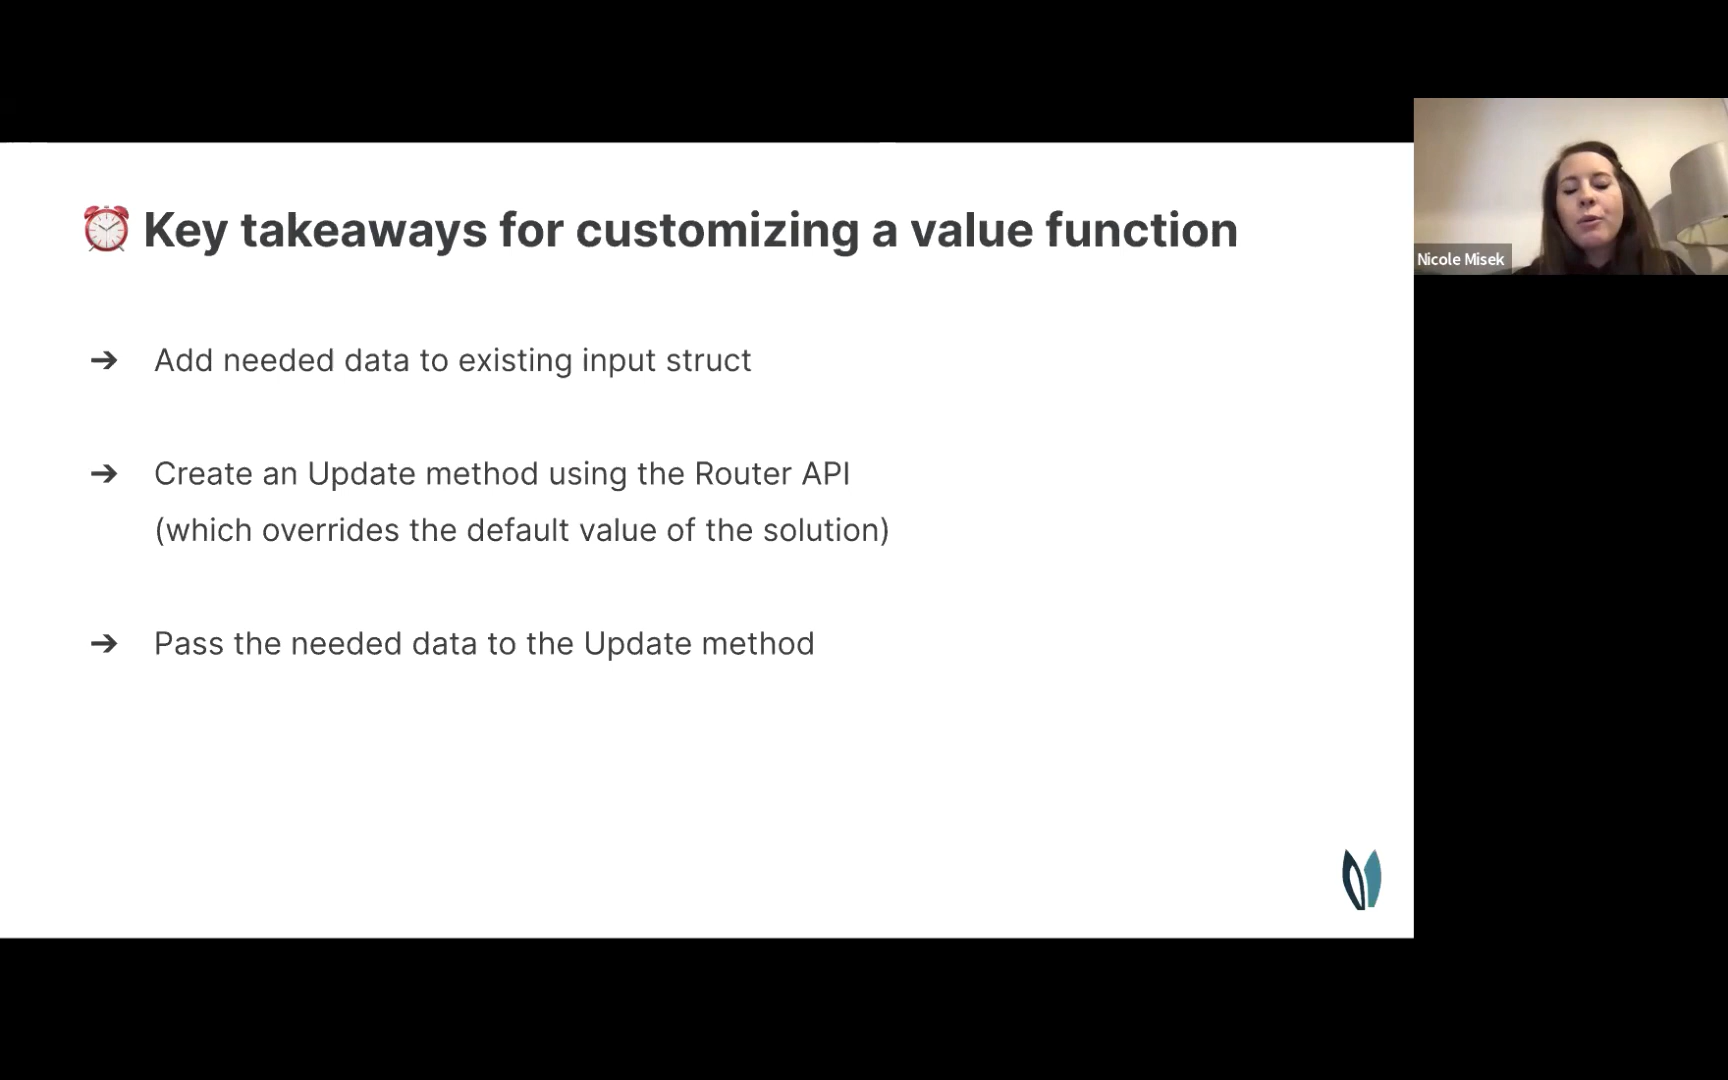 ⏰ Key takeaways for customizing a value function
➔ Add needed data to existing input struct
➔ Create an Update method using the Router API
(which overrides the default value of the solution)
➔ Pass the needed data to the Update method
Nicole Misek